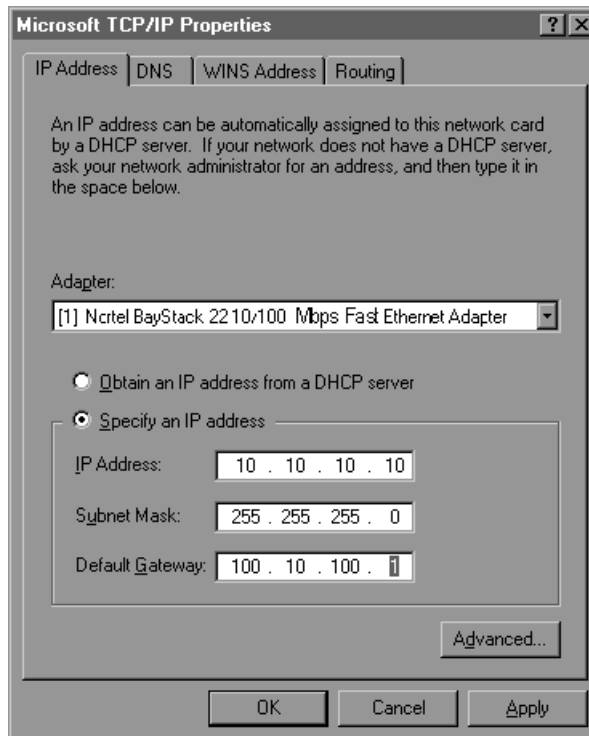 Microsoft TCP/IP Properties
IP Address DNS WINS Address Routing
An IP address can be automatically assigned to this network card
by a DHCP server. If your network does not have a DHCP server,
ask your network administrator for an address, and then type it in
the space below.
Adapter:
[1] Nortel BayStack 22 10/100 Mbps Fast Ethernet Adapter
Obtain an IP address from a DHCP server
Specify an IP address
IP Address: 10 . 10 . 10 . 10
Subnet Mask: 255 . 255 . 255 . 0
Default Gateway: 100 . 10 . 100 . 1
Advanced...
OK Cancel Apply